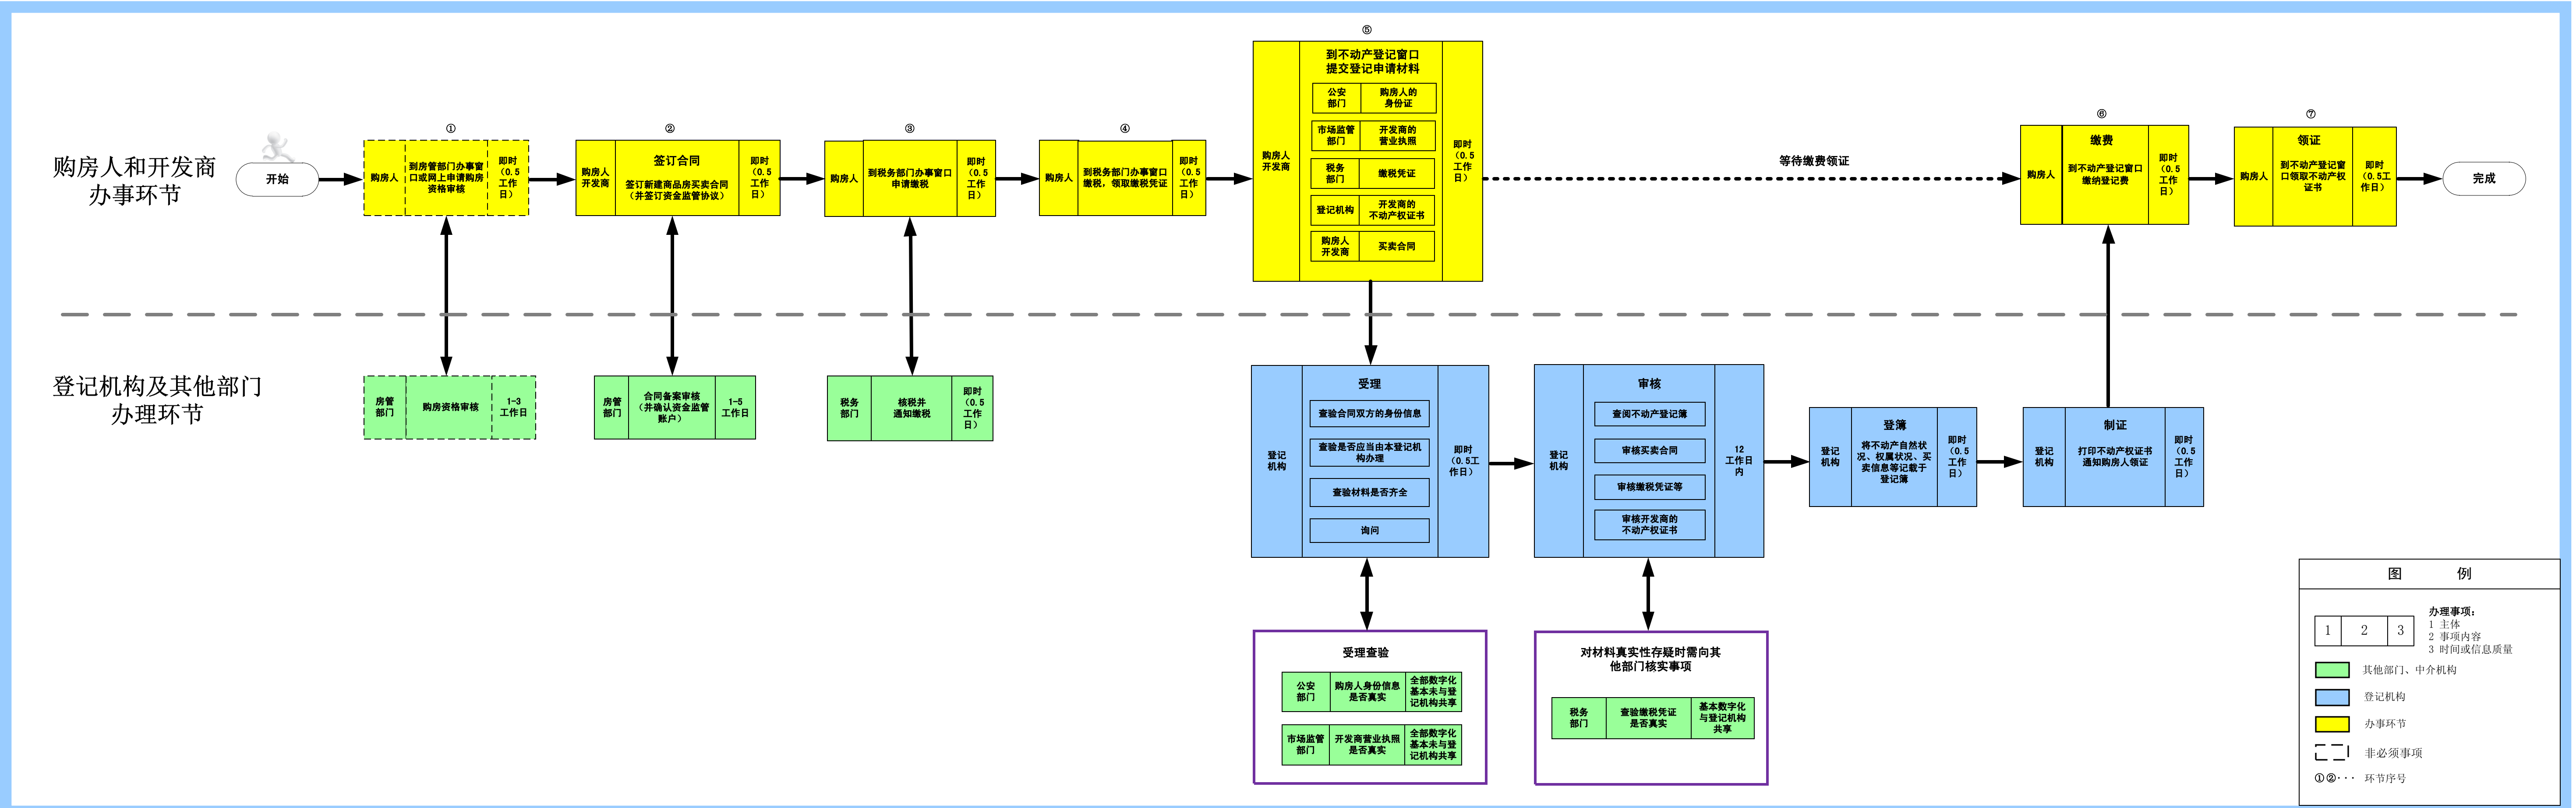 购房人和开发商
办事环节
开始
①
购房人
到房管部门办事窗
口或网上申请购房
资格审核
即时
（0.5
工作
日）
②
购房人
开发商
签订合同
签订新建商品房买卖合同
（并签订资金监管协议）
即时
（0.5
工作
日）
③
购房人
到税务部门办事窗口
申请缴税
即时
（0.5
工作
日）
④
购房人
到税务部门办事窗口
缴税，领取缴税凭证
即时
（0.5
工作
日）
⑤
购房人
开发商
到不动产登记窗口
提交登记申请材料
公安
部门
购房人的
身份证
市场监管
部门
开发商的
营业执照
税务
部门
缴税凭证
登记机构
开发商的
不动产权证书
购房人
开发商
买卖合同
即时
（0.5
工作
日）
等待缴费领证
⑥
购房人
缴费
到不动产登记窗口
缴纳登记费
即时
（0.5
工作
日）
⑦
购房人
领证
到不动产登记窗
口领取不动产权
证书
即时
（0.5工
作日）
完成
登记机构及其他部门
办理环节
房管
部门
购房资格审核
1-3
工作日
房管
部门
合同备案审核
（并确认资金监管
账户）
1-5
工作日
税务
部门
核税并
通知缴税
即时
（0.5
工作
日）
登记
机构
受理
查验合同双方的身份信息
查验是否应当由本登记机
构办理
查验材料是否齐全
询问
即时
（0.5工
作日）
登记
机构
审核
查阅不动产登记簿
审核买卖合同
审核缴税凭证等
审核开发商的
不动产权证书
12
工作日
内
登记
机构
登簿
将不动产自然状
况、权属状况、买
卖信息等记载于
登记簿
即时
（0.5
工作
日）
登记
机构
制证
打印不动产权证书
通知购房人领证
即时
（0.5
工作
日）
受理查验
公安
部门
购房人身份信息
是否真实
全部数字化
基本未与登
记机构共享
市场监管
部门
开发商营业执照
是否真实
全部数字化
基本未与登
记机构共享
对材料真实性存疑时需向其
他部门核实事项
税务
部门
查验缴税凭证
是否真实
基本数字化
与登记机构
共享
图 例
1 2 3
办理事项：
1 主体
2 事项内容
3 时间或信息质量
其他部门、中介机构
登记机构
办事环节
非必须事项
①②··· 环节序号